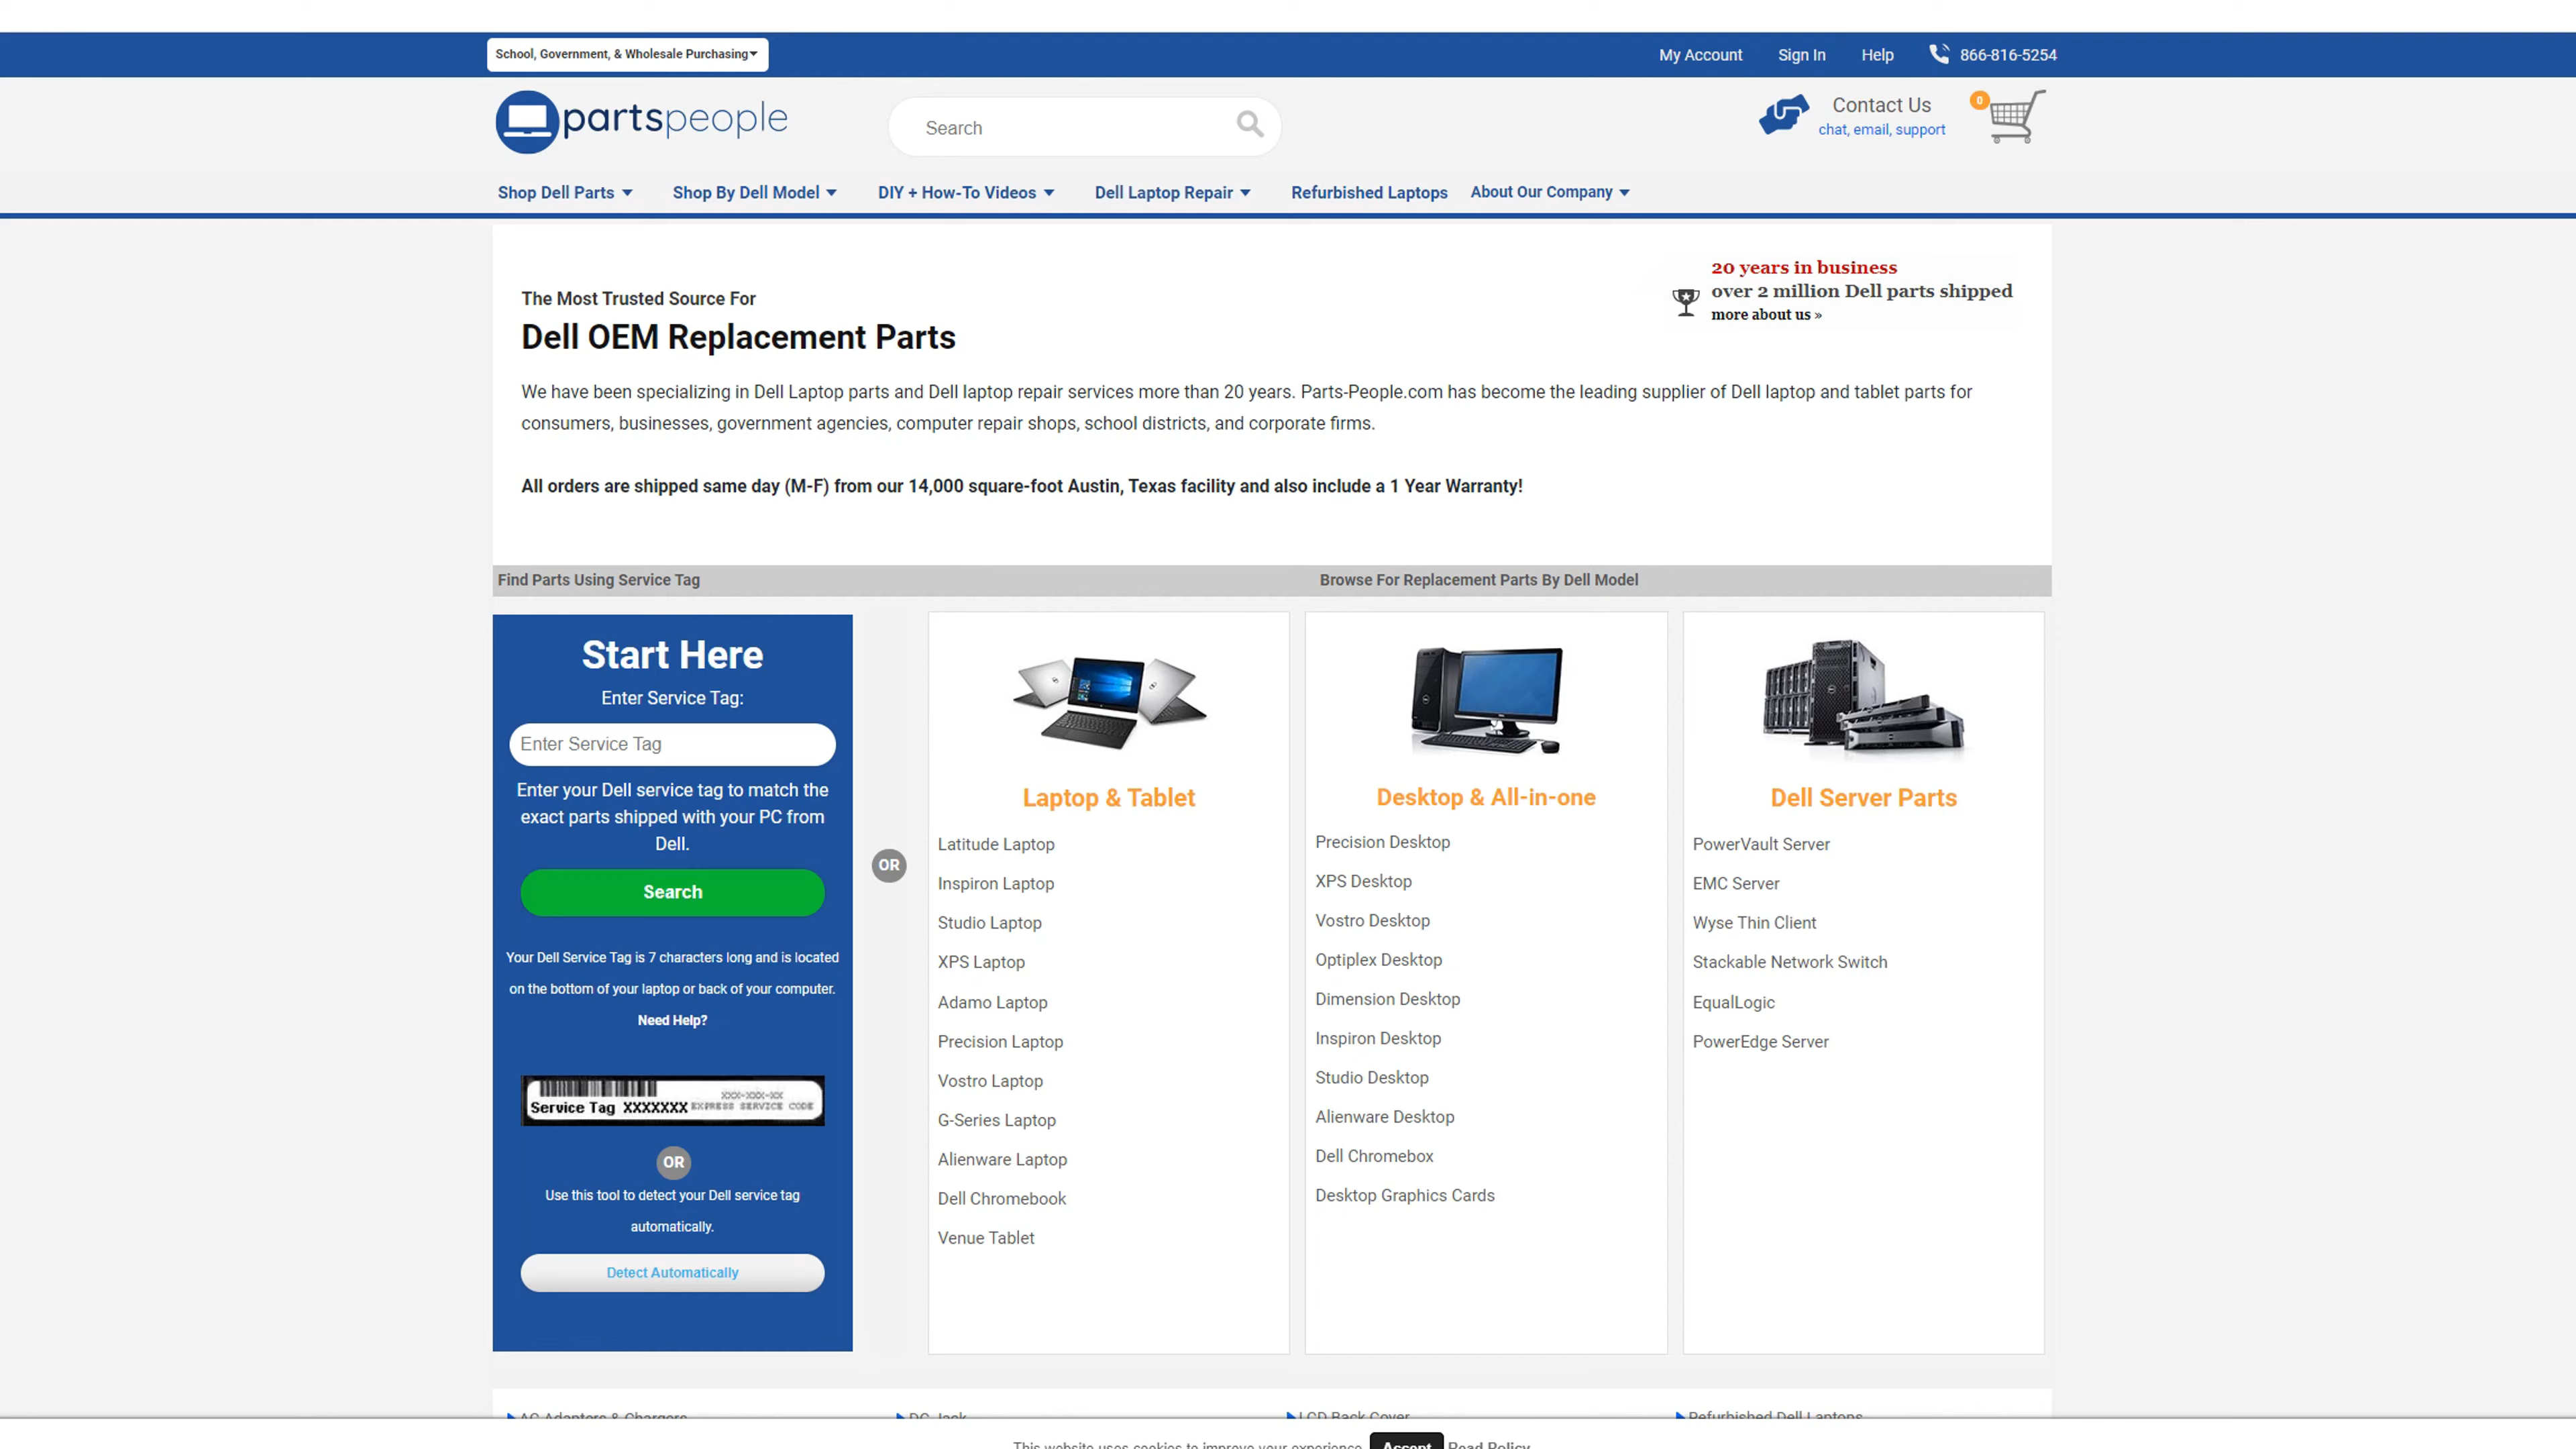 School, Government, & Wholesale Purchasing
My Account
Sign In
Help
866-816-5254
partspeople
Search
Contact Us
chat, email, support
0
Shop Dell Parts
Shop By Dell Model
DIY + How-To Videos
Dell Laptop Repair
Refurbished Laptops
About Our Company
20 years in business
over 2 million Dell parts shipped
more about us »
The Most Trusted Source For
Dell OEM Replacement Parts
We have been specializing in Dell Laptop parts and Dell laptop repair services more than 20 years. Parts-People.com has become the leading supplier of Dell laptop and tablet parts for
consumers, businesses, government agencies, computer repair shops, school districts, and corporate firms.
All orders are shipped same day (M-F) from our 14,000 square-foot Austin, Texas facility and also include a 1 Year Warranty!
Find Parts Using Service Tag
Browse For Replacement Parts By Dell Model
Start Here
Enter Service Tag:
Enter Service Tag
Enter your Dell service tag to match the
exact parts shipped with your PC from
Dell.
Search
Your Dell Service Tag is 7 characters long and is located
on the bottom of your laptop or back of your computer.
Need Help?
XXX-XXX-XX
Service Tag XXXXXXX EXPRESS SERVICE CODE
OR
Use this tool to detect your Dell service tag
automatically.
Detect Automatically
OR
Laptop & Tablet
Latitude Laptop
Inspiron Laptop
Studio Laptop
XPS Laptop
Adamo Laptop
Precision Laptop
Vostro Laptop
G-Series Laptop
Alienware Laptop
Dell Chromebook
Venue Tablet
Desktop & All-in-one
Precision Desktop
XPS Desktop
Vostro Desktop
Optiplex Desktop
Dimension Desktop
Inspiron Desktop
Studio Desktop
Alienware Desktop
Dell Chromebox
Desktop Graphics Cards
Dell Server Parts
PowerVault Server
EMC Server
Wyse Thin Client
Stackable Network Switch
EqualLogic
PowerEdge Server
AC Adapters & Chargers
DC Jack
LCD Back Cover
Refurbished Dell Laptops
This website uses cookies to improve your experience.
Accept
Read Policy